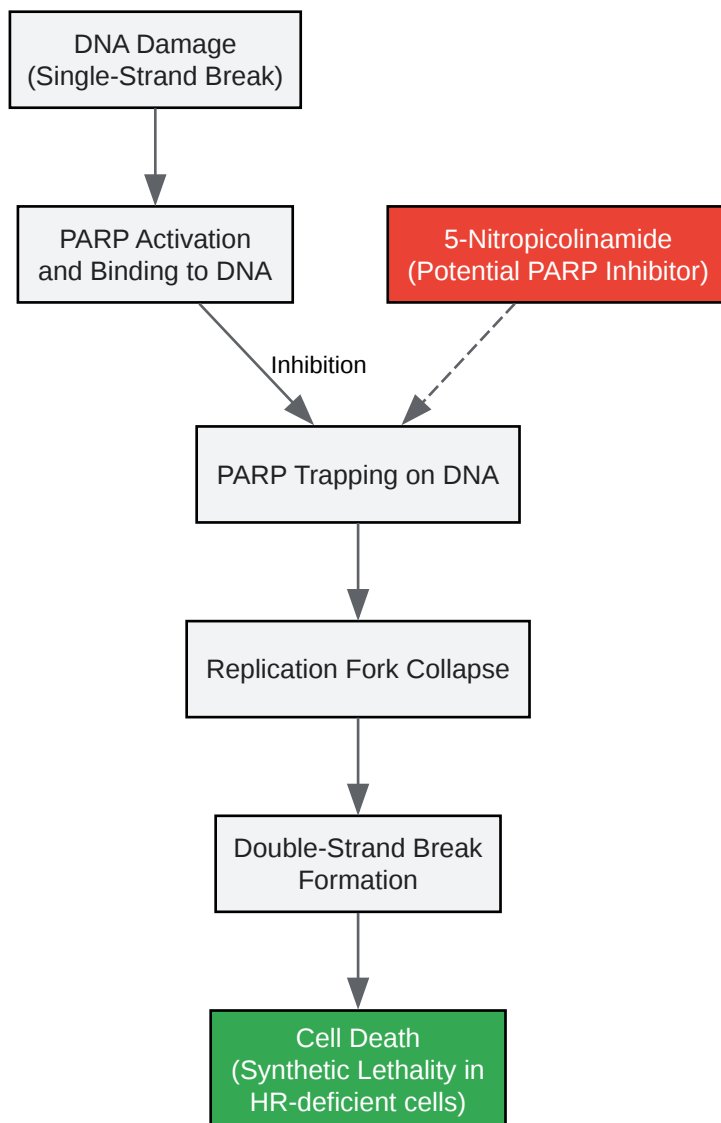 DNA Damage
(Single-Strand Break)
PARP Activation
and Binding to DNA
5-Nitropicolinamide
(Potential PARP Inhibitor)
Inhibition
PARP Trapping on DNA
Replication Fork Collapse
Double-Strand Break
Formation
Cell Death
(Synthetic Lethality in
HR-deficient cells)